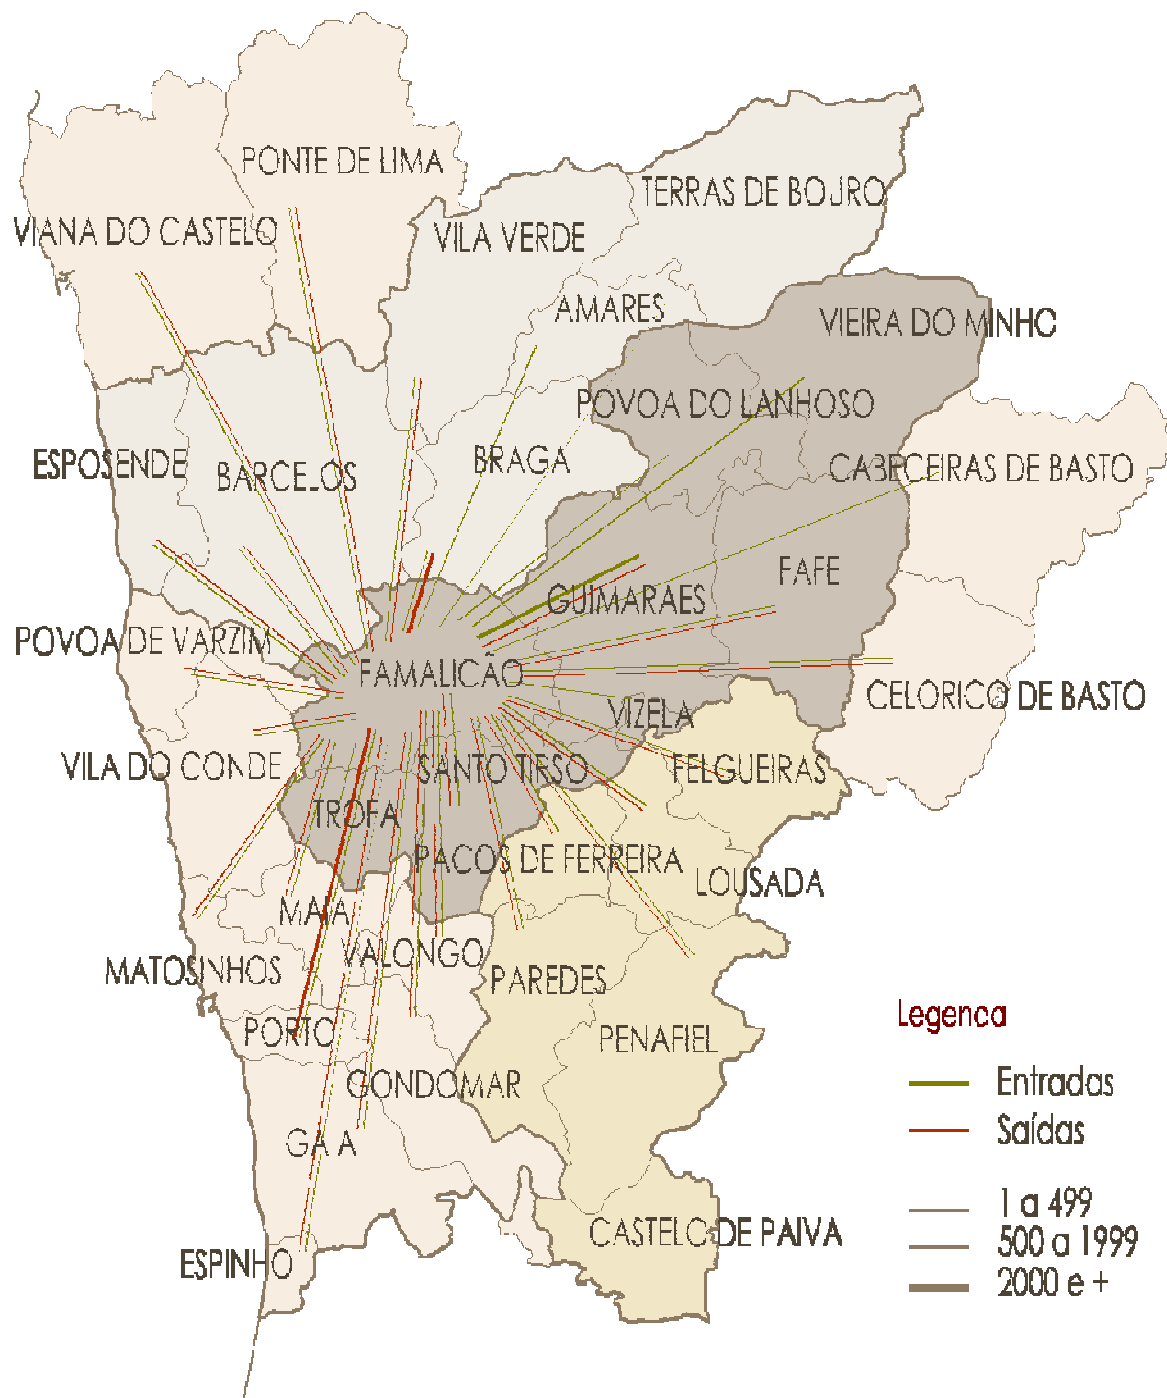 PONTE DE LIMA
TERRAS DE BOURO
VIANA DO CASTELO
VILA VERDE
AMARES
VIEIRA DO MINHO
POVOA DO LANHOSO
ESPOSENDE
BARCELOS
BRAGA
CABECEIRAS DE BASTO
FAFE
GUIMARAES
POVOA DE VARZIM
FAMALICÃO
CELORICO DE BASTO
VIZELA
VILA DO CONDE
SANTO TIRSO
FELGUEIRAS
TROFA
PACOS DE FERREIRA
LOUSADA
MAIA
VALONGO
MATOSINHOS
PAREDES
PORTO
PENAFIEL
GONDOMAR
GAIA
CASTELO DE PAIVA
ESPINHO
Legenda
Entradas
Saídas
1 a 499
500 a 1999
2000 e +